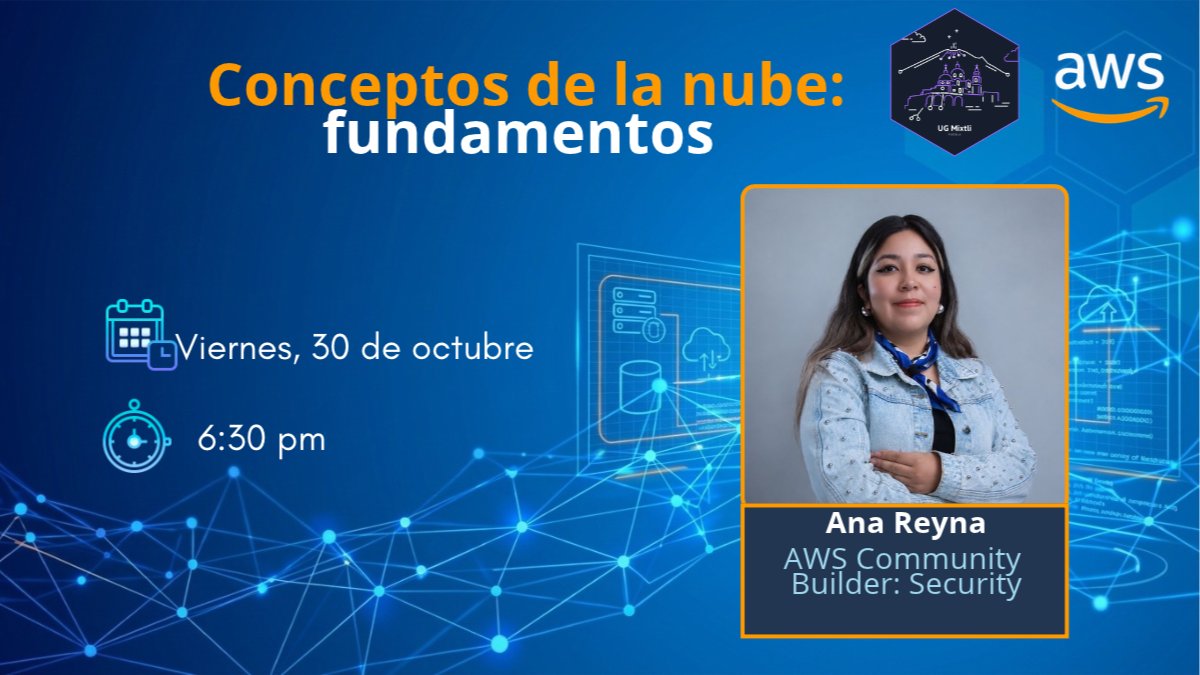 Conceptos de la nube:
fundamentos
UG Mixtli
aws
Viernes, 30 de octubre
6:30 pm
Ana Reyna
AWS Community
Builder: Security